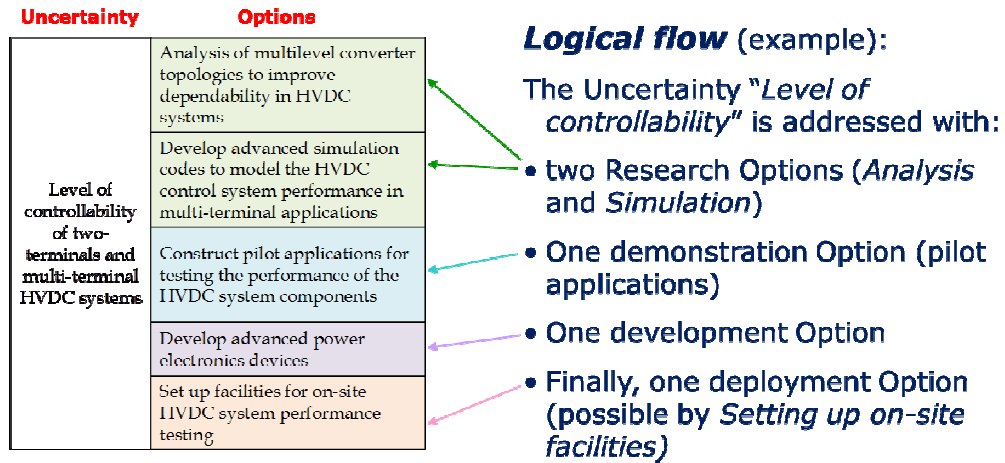 Uncertainty
Options
Level of
controllability
of two-
terminals and
multi-terminal
HVDC systems
Analysis of multilevel converter
topologies to improve
dependability in HVDC
systems
Develop advanced simulation
codes to model the HVDC
control system performance in
multi-terminal applications
Construct pilot applications for
testing the performance of the
HVDC system components
Develop advanced power
electronics devices
Set up facilities for on-site
HVDC system performance
testing
Logical flow (example):
The Uncertainty “Level of
controllability” is addressed with:
• two Research Options (Analysis
and Simulation)
• One demonstration Option (pilot
applications)
• One development Option
• Finally, one deployment Option
(possible by Setting up on-site
facilities)